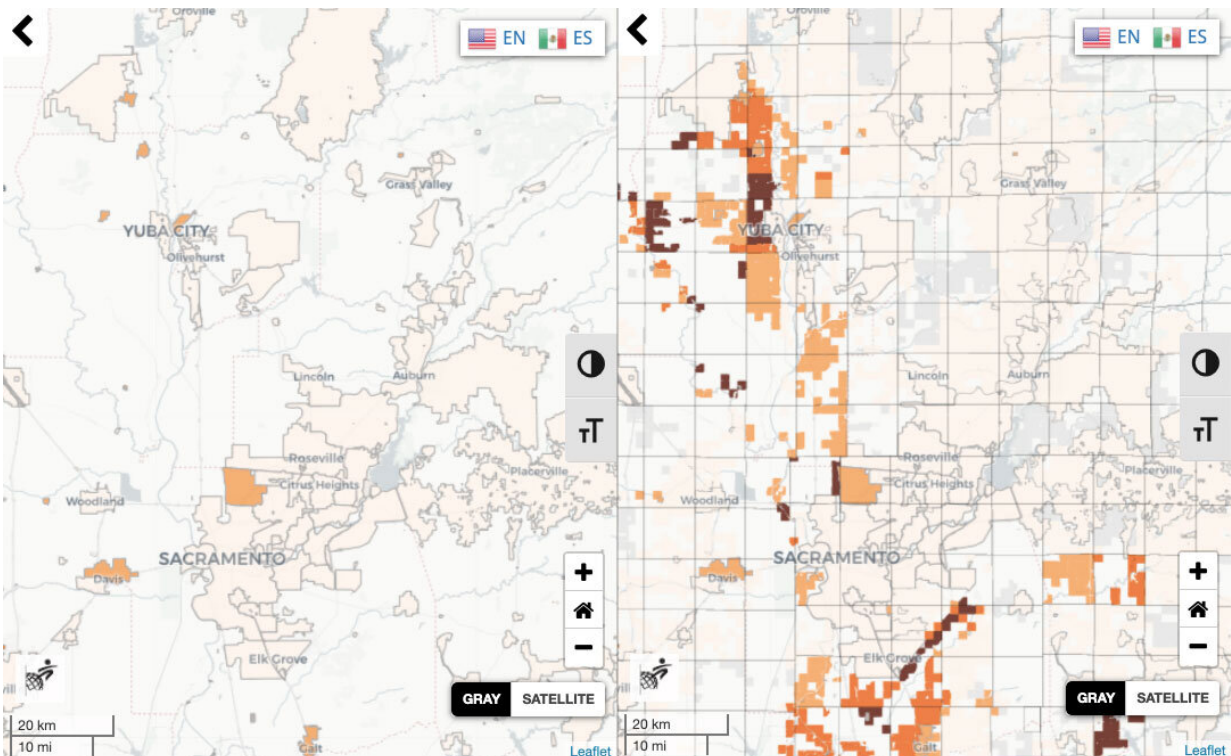 Oroville
EN ES
Grass Valley
YUBA CITY
Olivehurst
Lincoln
Auburn
TT
Roseville
Placerville
Citrus Heights
Woodland
SACRAMENTO
Davis
+
Elk Grove
−
GRAY SATELLITE
20 km
10 mi
Galt
Leaflet
EN ES
Grass Valley
YUBA CITY
Olivehurst
Lincoln
Auburn
TT
Roseville
Placerville
Citrus Heights
Woodland
SACRAMENTO
Davis
+
Elk Grove
−
GRAY SATELLITE
20 km
10 mi
Galt
Leaflet